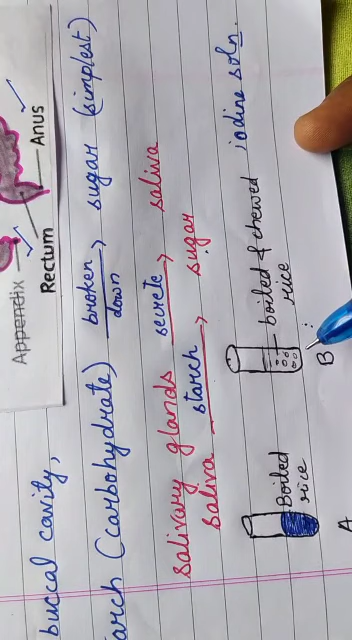 Appendix
Rectum
Anus
buccal cavity,
arch (carbohydrate) broken down sugar (simplest)
salivary glands secrete saliva
saliva starch sugar
Boiled rice
boiled & chewed rice
iodine soln.
A
B